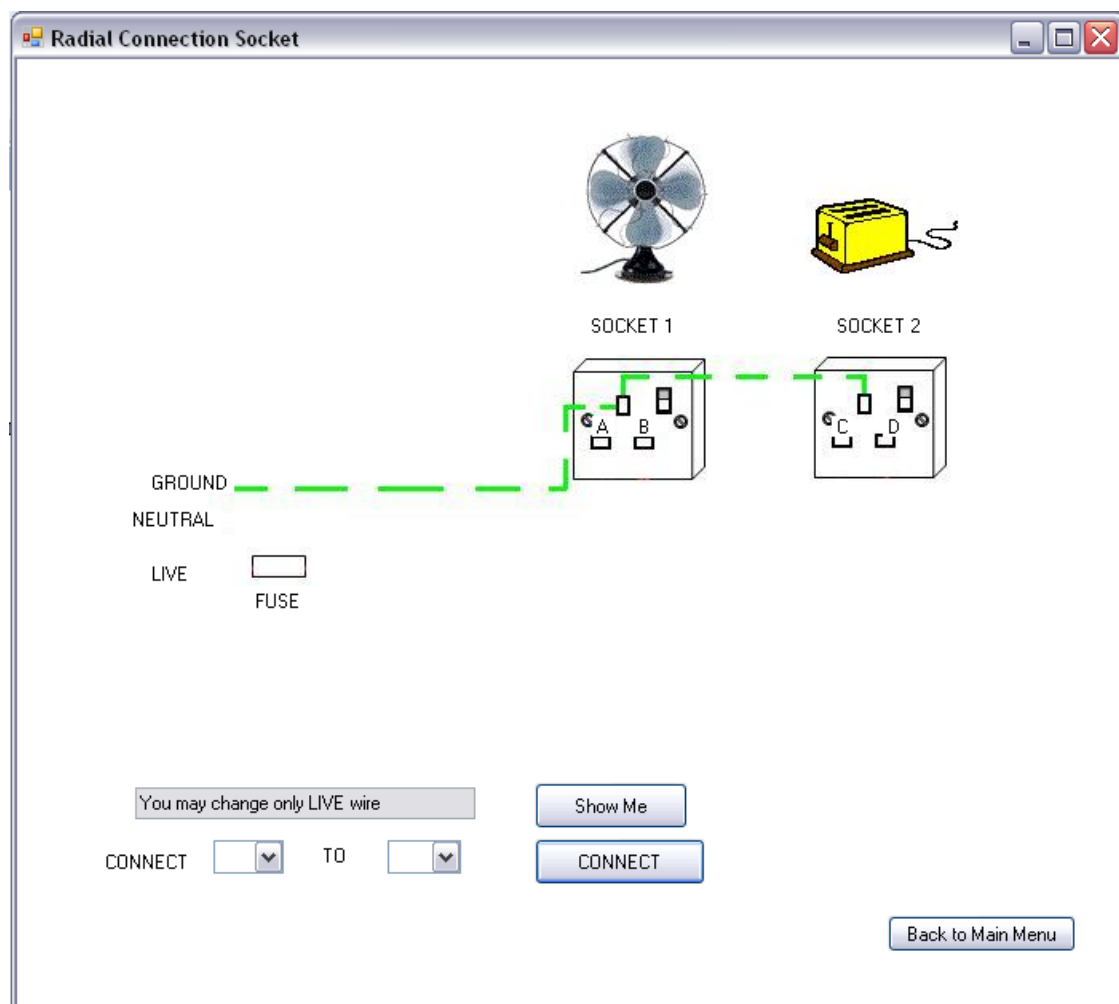 Radial Connection Socket
SOCKET 1
SOCKET 2
A B
C D
GROUND
NEUTRAL
LIVE
FUSE
You may change only LIVE wire
Show Me
CONNECT
TO
CONNECT
Back to Main Menu